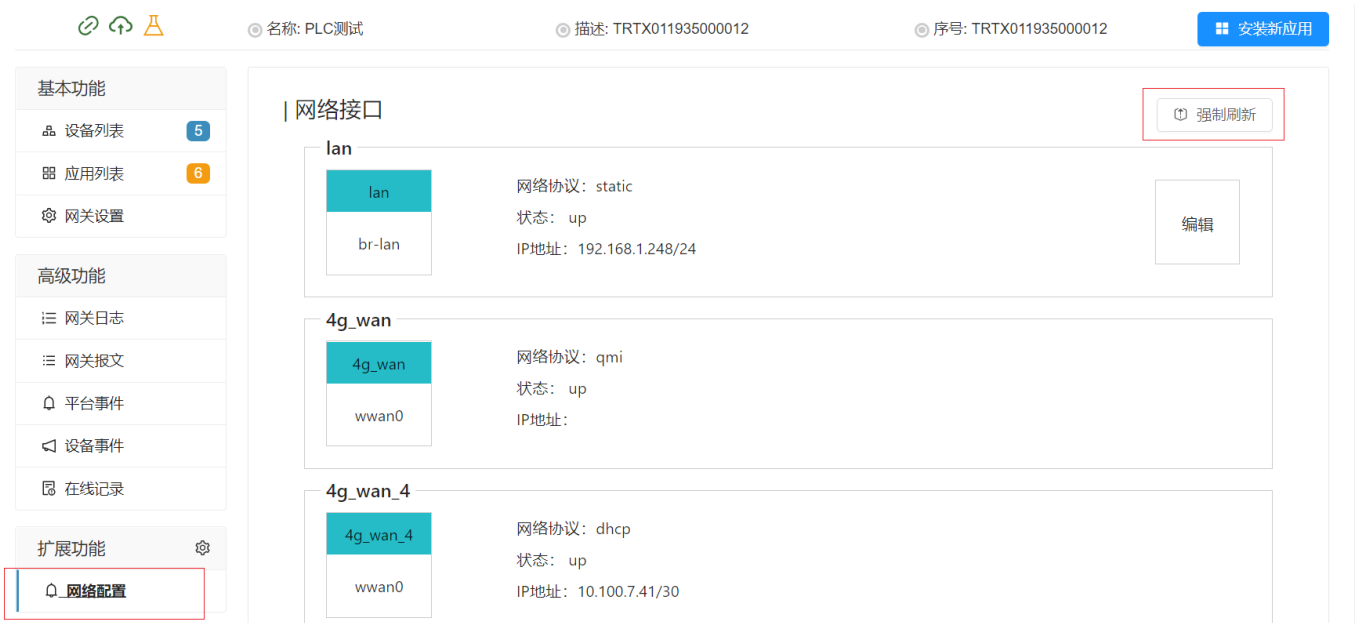 名称: PLC测试
描述: TRTX011935000012
序号: TRTX011935000012
安装新应用
基本功能
设备列表 5
应用列表 6
网关设置
高级功能
网关日志
网关报文
平台事件
设备事件
在线记录
扩展功能
网络配置
| 网络接口
强制刷新
lan
lan
br-lan
网络协议: static
状态: up
IP地址: 192.168.1.248/24
编辑
4g_wan
4g_wan
wwan0
网络协议: qmi
状态: up
IP地址:
4g_wan_4
4g_wan_4
wwan0
网络协议: dhcp
状态: up
IP地址: 10.100.7.41/30